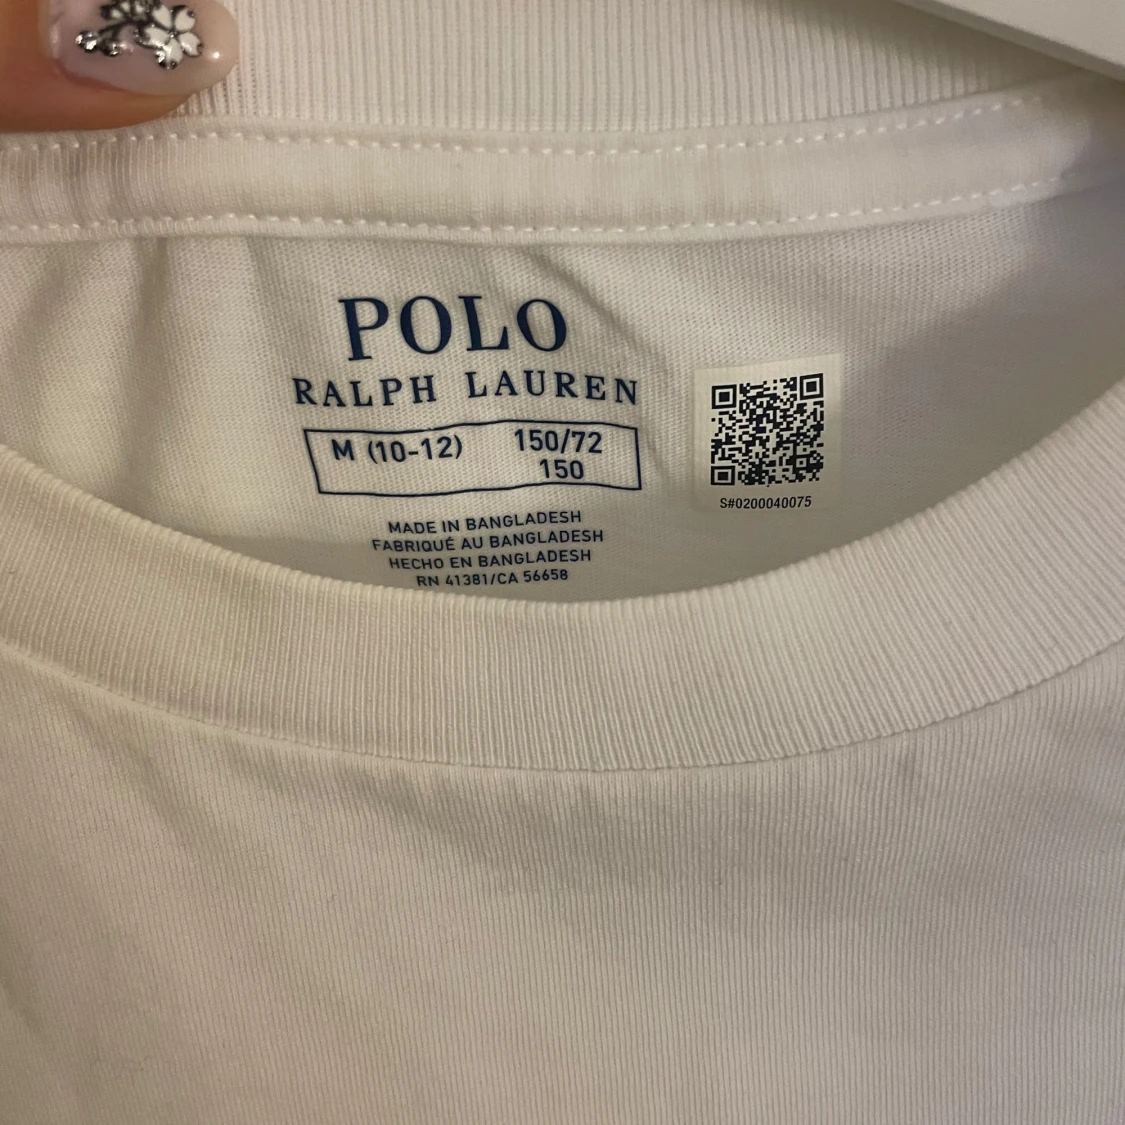 POLO
RALPH LAUREN
M (10-12) 150/72
150
MADE IN BANGLADESH
FABRIQUÉ AU BANGLADESH
HECHO EN BANGLADESH
RN 41381/CA 56658
S#0200040075